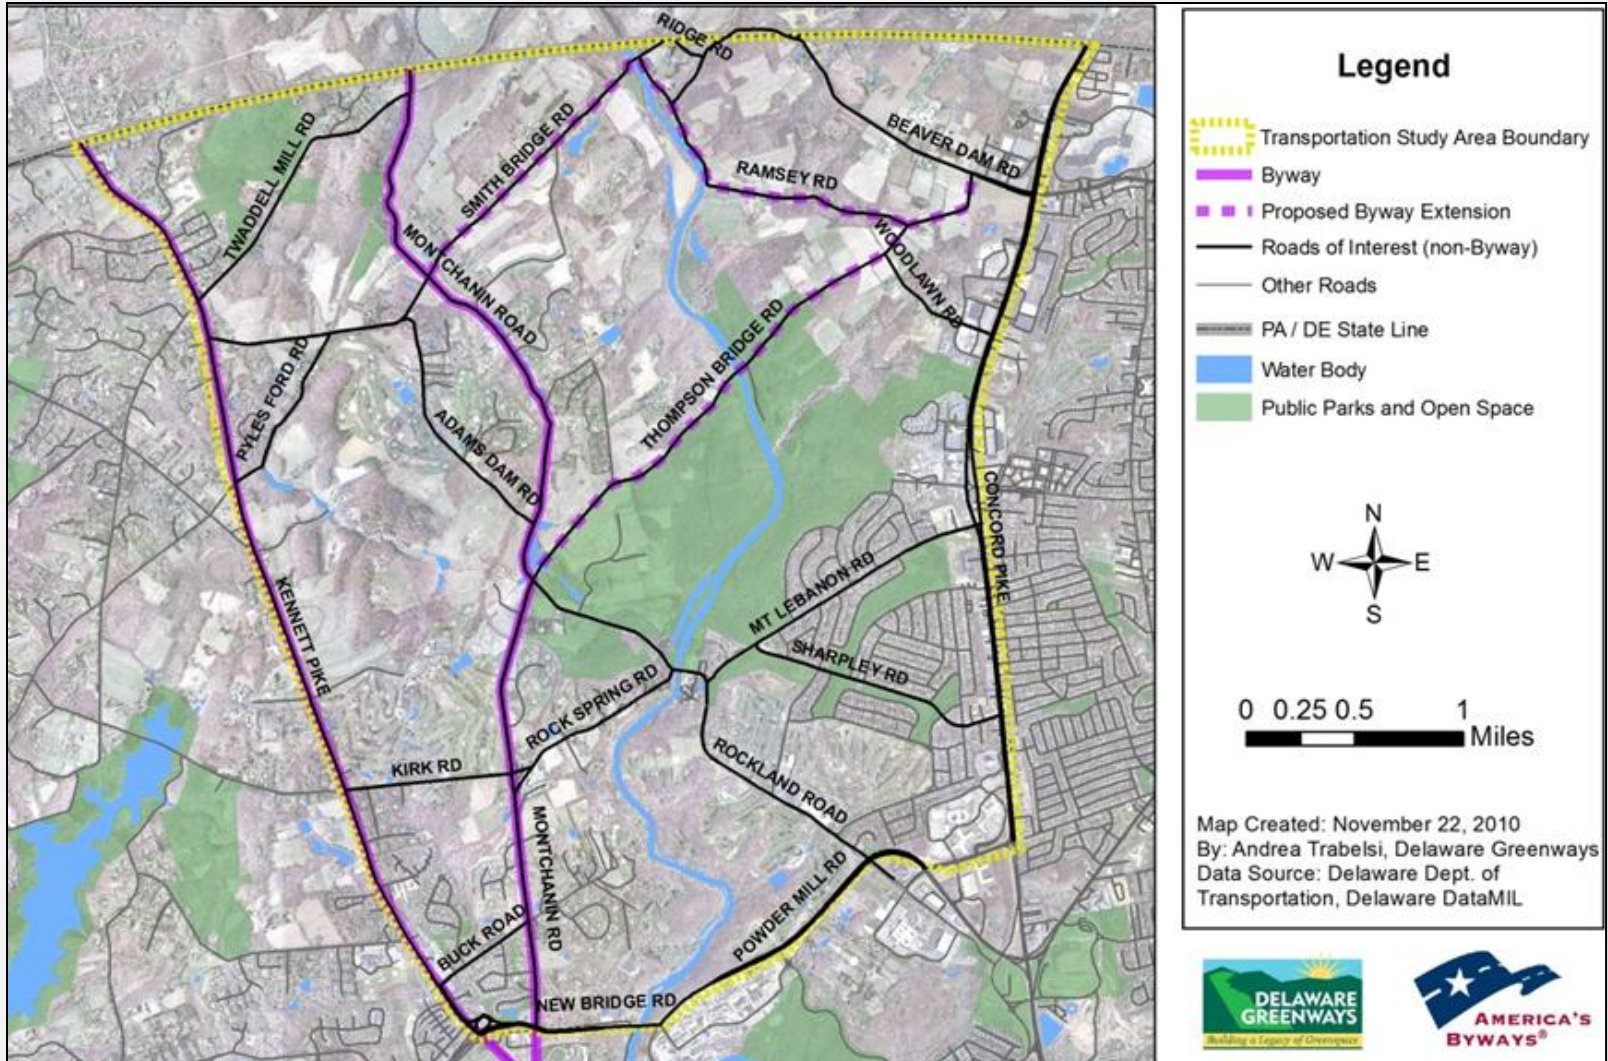 RIDGE RD
BEAVER DAM RD
TWADDELL MILL RD
SMITH BRIDGE RD
RAMSEY RD
MONTCHANIN ROAD
WOODLAWN RD
THOMPSON BRIDGE RD
PYLES FORD RD
ADAMS DAM RD
CONCORD PIKE
KENNETT PIKE
MT LEBANON RD
SHARPLEY RD
ROCK SPRING RD
KIRK RD
ROCKLAND ROAD
MONTCHANIN RD
POWDER MILL RD
BUCK ROAD
NEW BRIDGE RD
Legend
Transportation Study Area Boundary
Byway
Proposed Byway Extension
Roads of Interest (non-Byway)
Other Roads
PA / DE State Line
Water Body
Public Parks and Open Space
N
W E
S
0 0.25 0.5 1
Miles
Map Created: November 22, 2010
By: Andrea Trabelsi, Delaware Greenways
Data Source: Delaware Dept. of
Transportation, Delaware DataMIL
DELAWARE
GREENWAYS
Building a Legacy of Greenspace
AMERICA'S
BYWAYS®